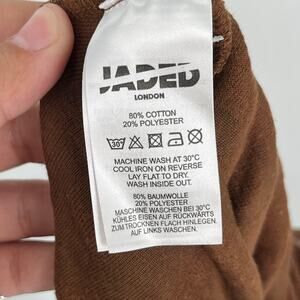 JADED
LONDON
80% COTTON
20% POLYESTER
30°
MACHINE WASH AT 30°C
COOL IRON ON REVERSE
LAY FLAT TO DRY.
WASH INSIDE OUT.
80% BAUMWOLLE
20% POLYESTER
MASCHINE WASCHEN BEI 30°C
KÜHLES EISEN AUF RÜCKWÄRTS
ZUM TROCKNEN FLACH HINLEGEN.
AUF LINKS WASCHEN.